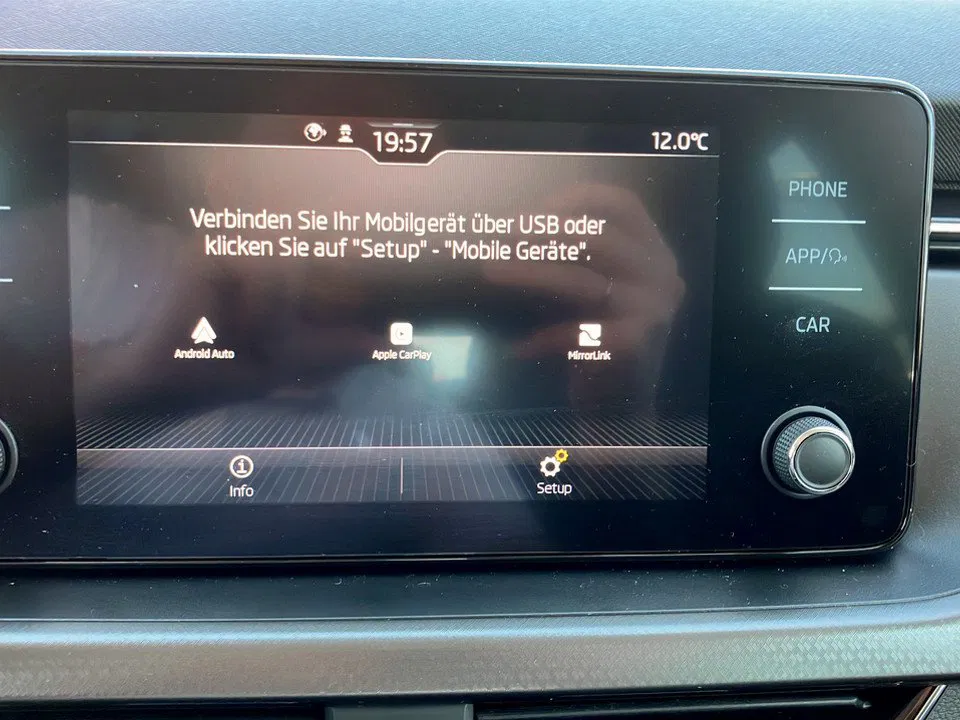 19:57
12.0°C
PHONE
Verbinden Sie Ihr Mobilgerät über USB oder
klicken Sie auf "Setup" - "Mobile Geräte".
APP/
CAR
Android Auto
Apple CarPlay
MirrorLink
Info
Setup